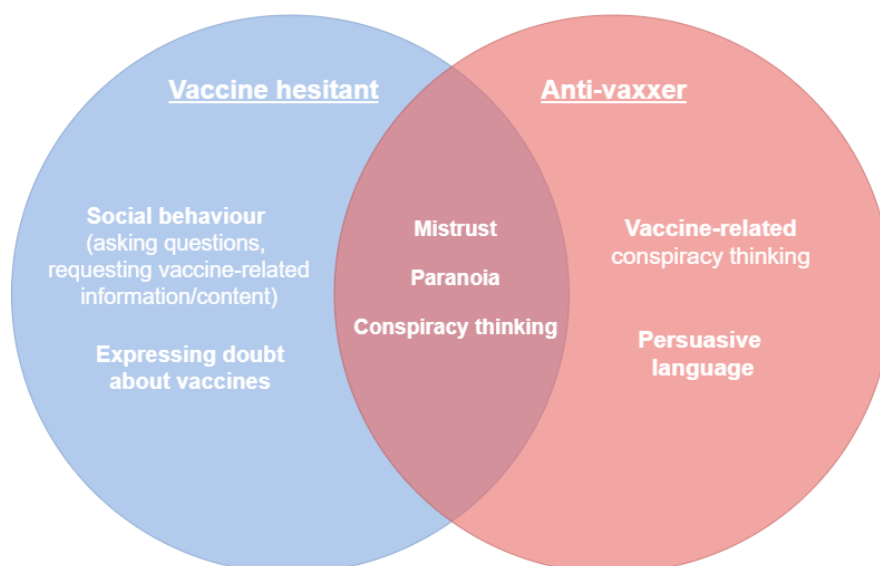 Vaccine hesitant
Social behaviour
(asking questions,
requesting vaccine-related
information/content)
Expressing doubt
about vaccines
Mistrust
Paranoia
Conspiracy thinking
Anti-vaxxer
Vaccine-related
conspiracy thinking
Persuasive
language